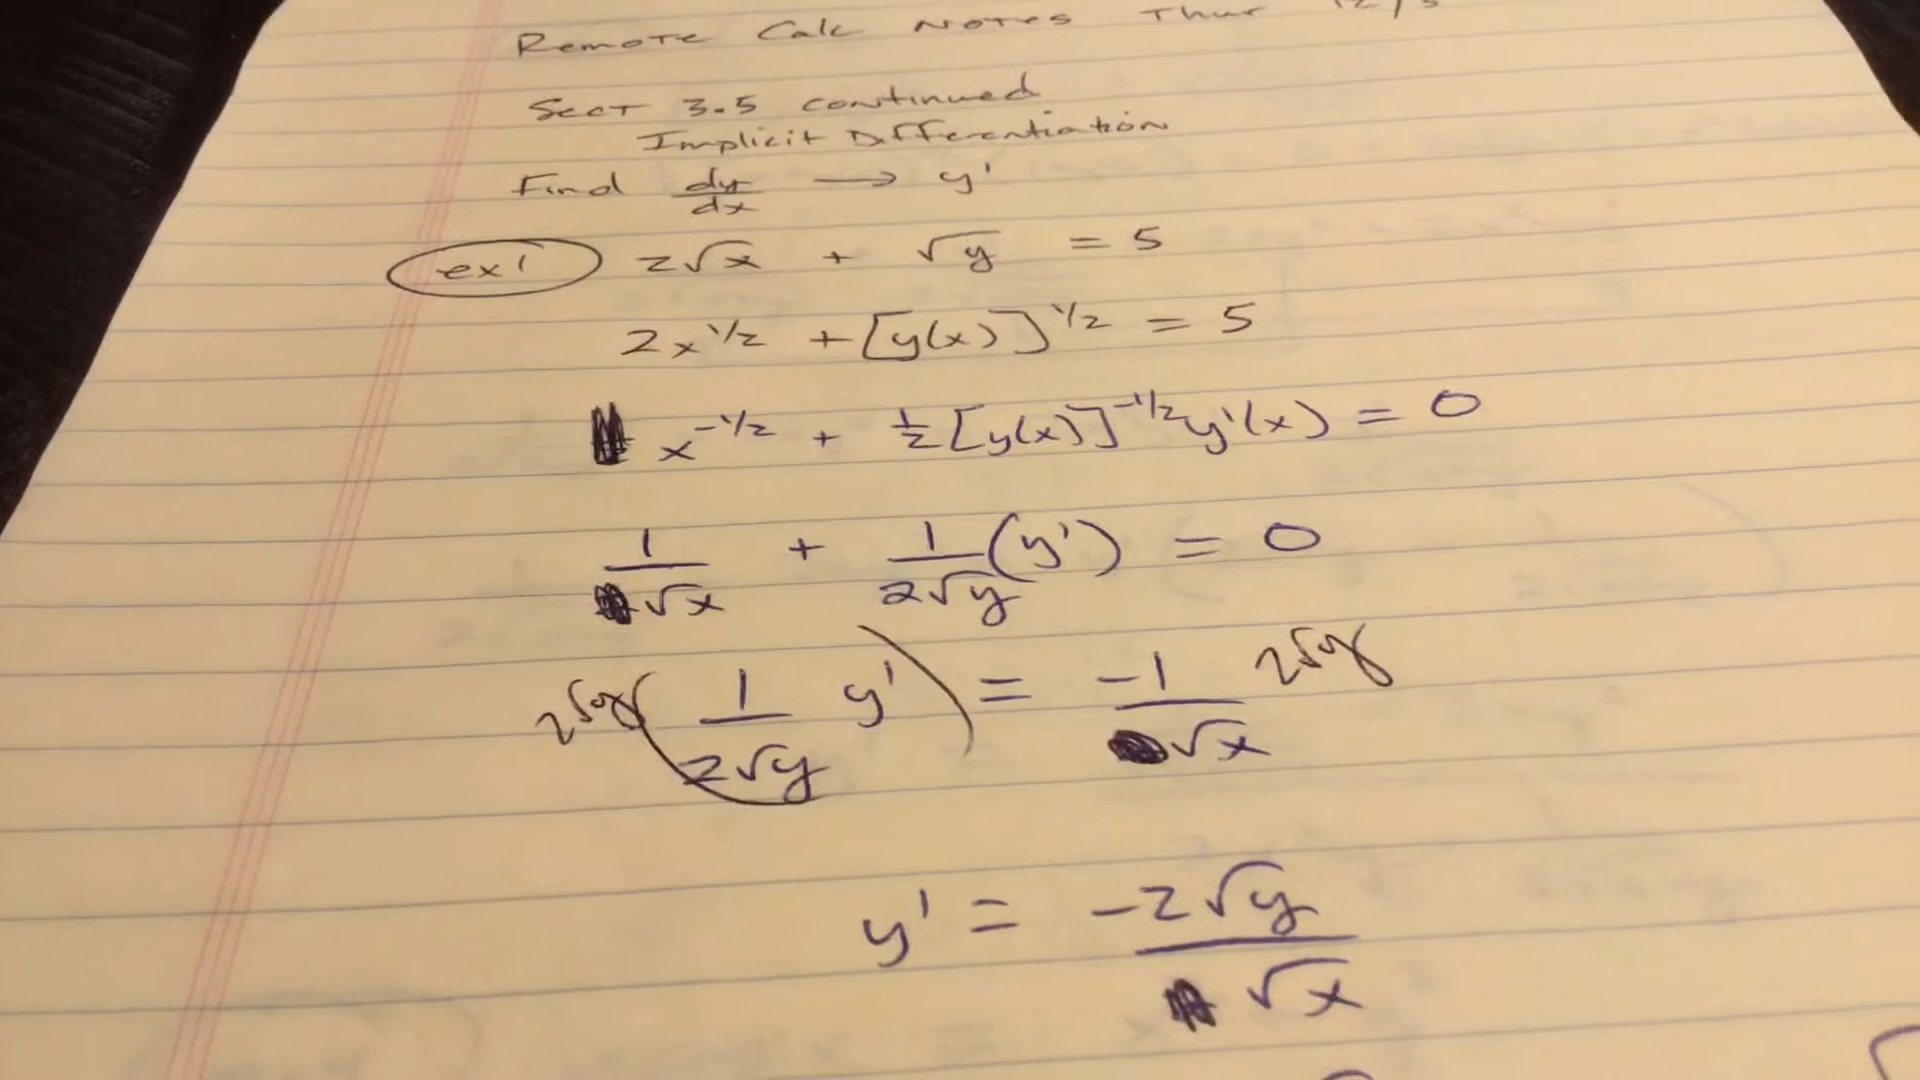 Remote Calc Notes Thur 12/3
Sect 3.5 continued
Implicit Differentiation
Find dy/dx → y'
ex 1 2√x + √y = 5
2x^1/2 + [y(x)]^1/2 = 5
x^-1/2 + 1/2 [y(x)]^-1/2 y'(x) = 0
1/√x + 1/2√y (y') = 0
2√y ( 1/2√y y' ) = -1/√x 2√y
y' = -2√y/√x